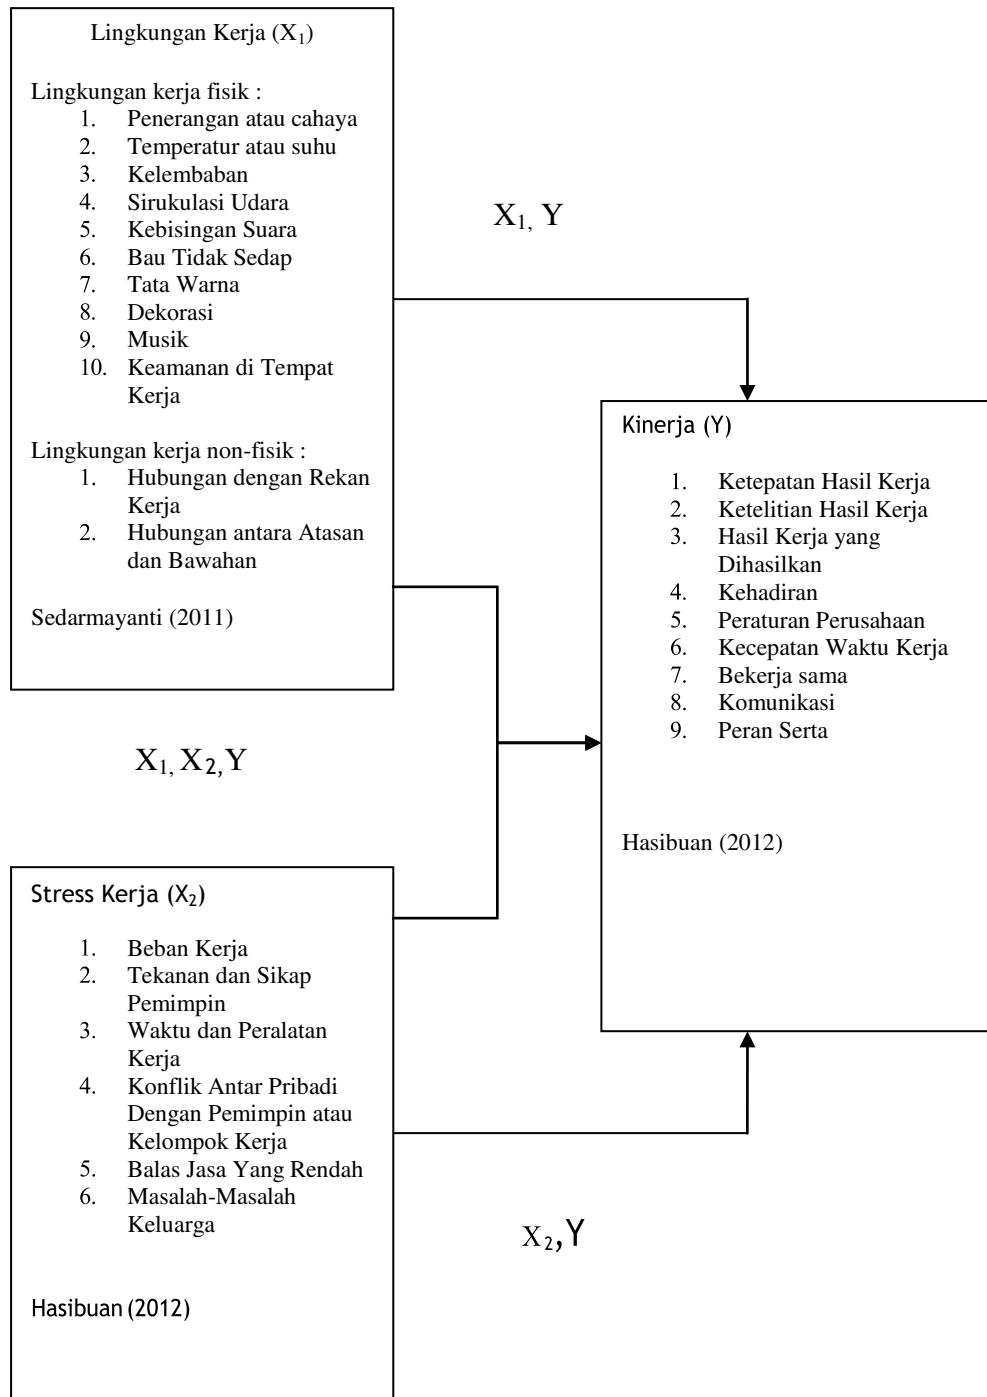 Lingkungan Kerja (X₁)
Lingkungan kerja fisik :
1. Penerangan atau cahaya
2. Temperatur atau suhu
3. Kelembaban
4. Sirukulasi Udara
5. Kebisingan Suara
6. Bau Tidak Sedap
7. Tata Warna
8. Dekorasi
9. Musik
10. Keamanan di Tempat
Kerja
Lingkungan kerja non-fisik :
1. Hubungan dengan Rekan
Kerja
2. Hubungan antara Atasan
dan Bawahan
Sedarmayanti (2011)
X₁, Y
Kinerja (Y)
1. Ketepatan Hasil Kerja
2. Ketelitian Hasil Kerja
3. Hasil Kerja yang
Dihasilkan
4. Kehadiran
5. Peraturan Perusahaan
6. Kecepatan Waktu Kerja
7. Bekerja sama
8. Komunikasi
9. Peran Serta
Hasibuan (2012)
X₁, X₂, Y
Stress Kerja (X₂)
1. Beban Kerja
2. Tekanan dan Sikap
Pemimpin
3. Waktu dan Peralatan
Kerja
4. Konflik Antar Pribadi
Dengan Pemimpin atau
Kelompok Kerja
5. Balas Jasa Yang Rendah
6. Masalah-Masalah
Keluarga
Hasibuan (2012)
X₂,Y